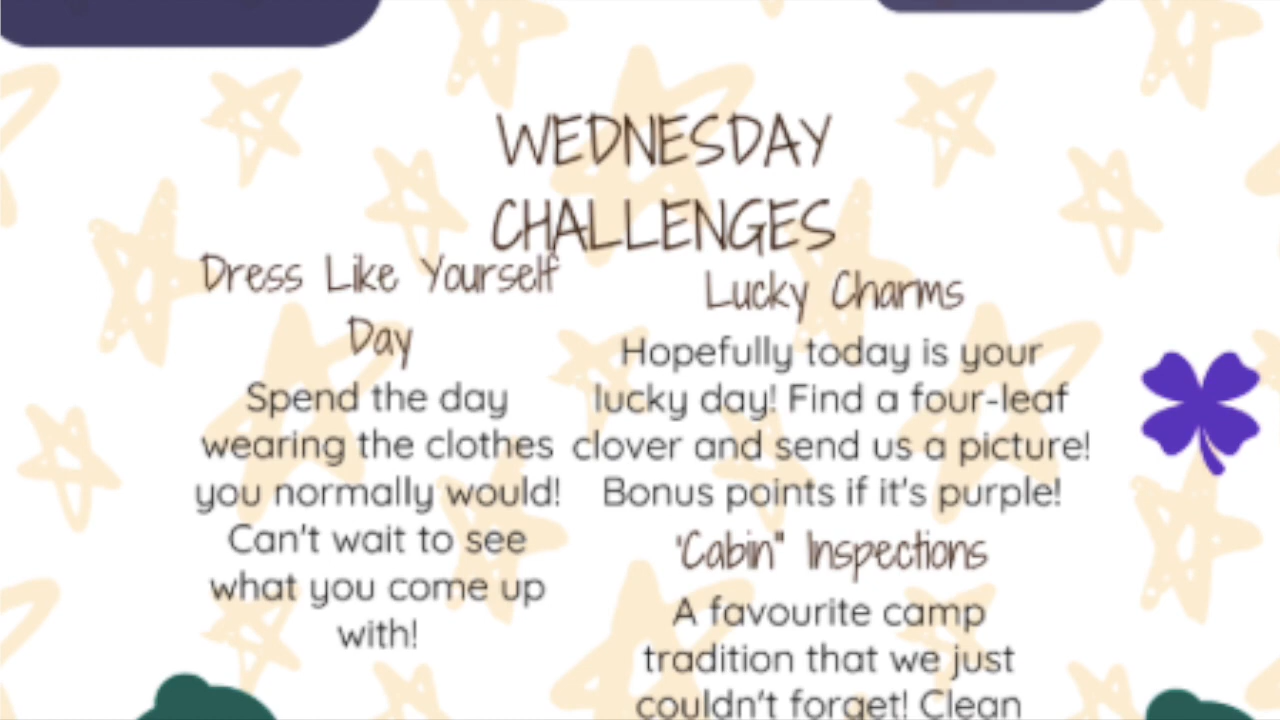 WEDNESDAY
CHALLENGES
Dress Like Yourself
Day
Spend the day
wearing the clothes
you normally would!
Can't wait to see
what you come up
with!
Lucky Charms
Hopefully today is your
lucky day! Find a four-leaf
clover and send us a picture!
Bonus points if it's purple!
'Cabin" Inspections
A favourite camp
tradition that we just
couldn't forget! Clean